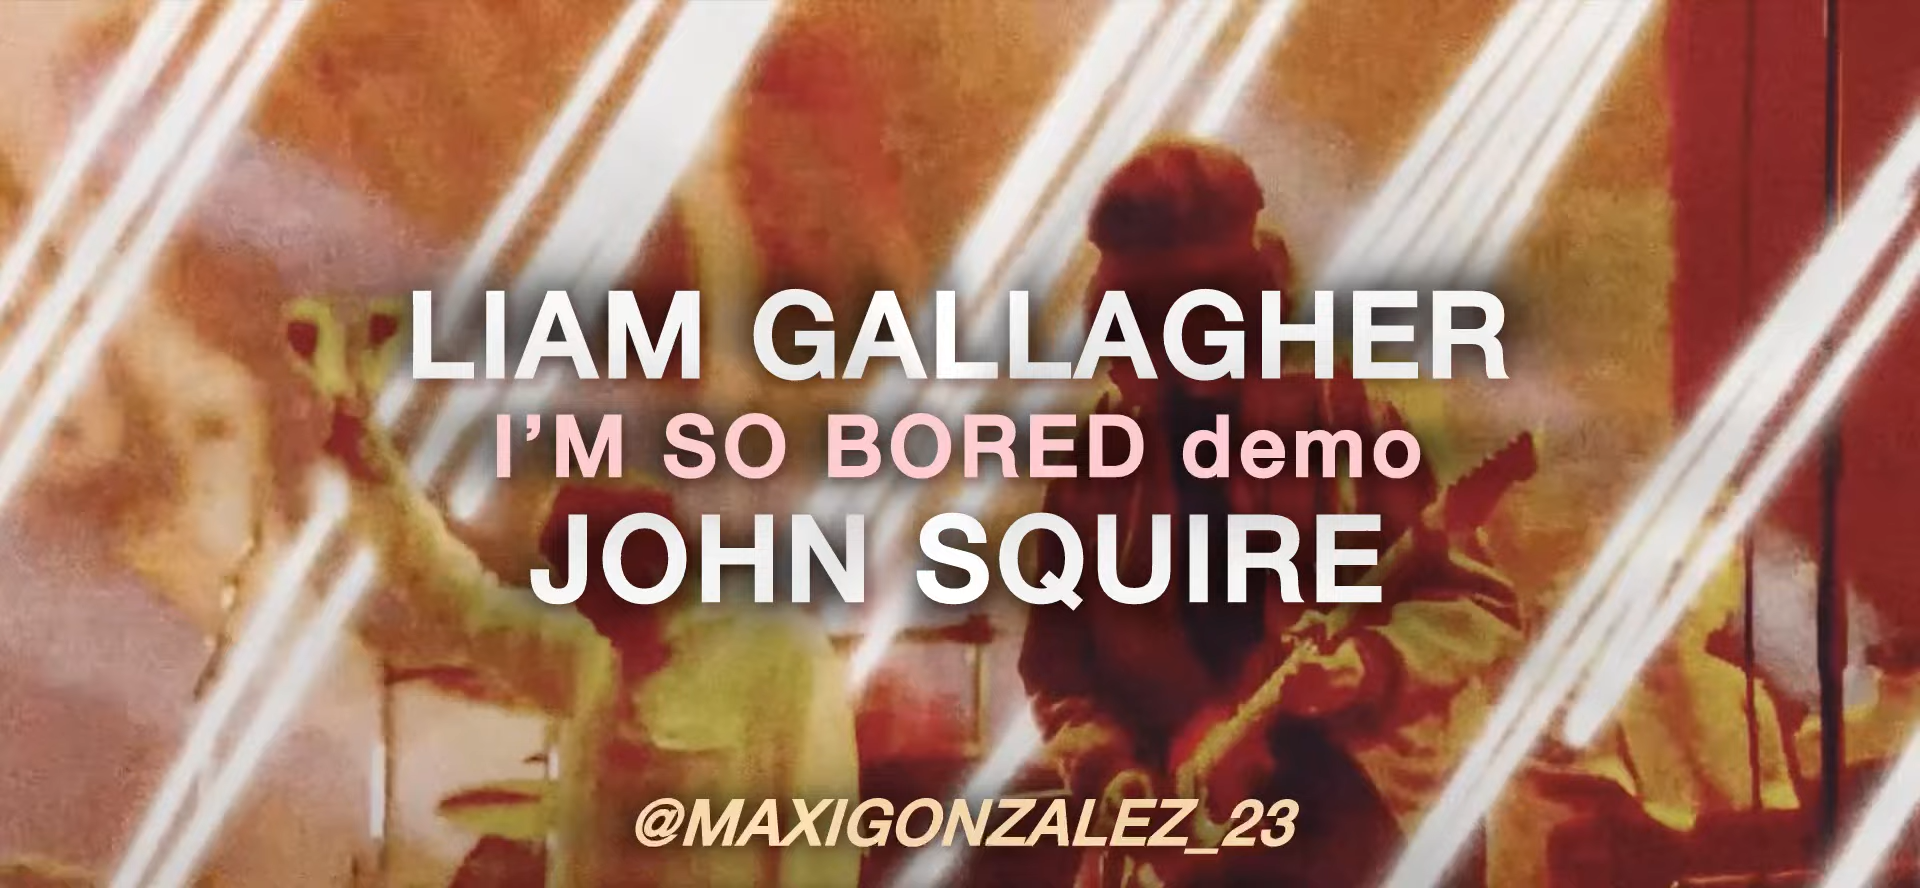 LIAM GALLAGHER
I’M SO BORED demo
JOHN SQUIRE
@MAXIGONZALEZ_23